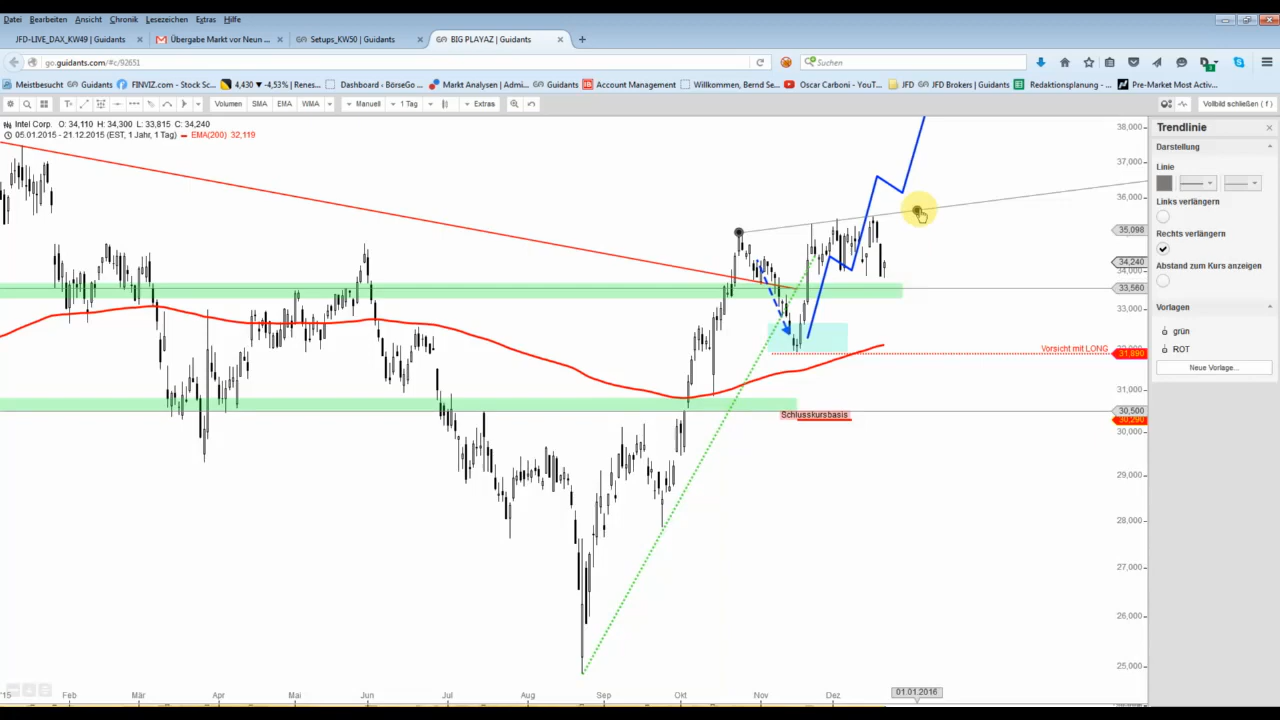 Datei Bearbeiten Ansicht Chronik Lesezeichen Extras Hilfe
JFD-LIVE_DAX_KW49 | Guidants × Übergabe Markt vor Neun ... × Setups_KW50 | Guidants × BIG PLAYAZ | Guidants × +
go.guidants.com/#c/92651 Suchen
Meistbesucht Guidants FINVIZ.com - Stock Sc... 4,430 ▼ -4,53% | Renes... Dashboard - BörseGo ... Markt Analysen | Admi... Guidants Account Management Willkommen, Bernd Se... Oscar Carboni - YouT... JFD JFD Brokers | Guidants Redaktionsplanung - ... Pre-Market Most Activ...
Volumen SMA EMA WMA Manuell 1 Tag Extras Vollbild schließen ( f )
Intel Corp. O: 34,110 H: 34,300 L: 33,815 C: 34,240
05.01.2015 - 21.12.2015 (EST, 1 Jahr, 1 Tag) EMA(200) 32,119
38,000
37,000
36,000
35,098
34,240
34,000
33,560
33,000
Vorsicht mit LONG
31,890
31,000
30,500
Schlusskursbasis
30,290
30,000
29,000
28,000
27,000
26,000
25,000
'15 Feb Mär Apr Mai Jun Jul Aug Sep Okt Nov Dez 01.01.2016
Trendlinie ×
Darstellung
Linie
Links verlängern
Rechts verlängern
Abstand zum Kurs anzeigen
Vorlagen
grün
ROT
Neue Vorlage...